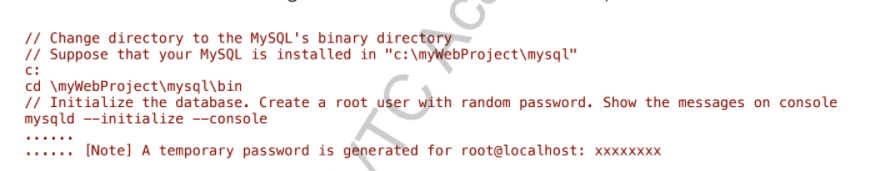 // Change directory to the MySQL's binary directory
// Suppose that your MySQL is installed in "c:\myWebProject\mysql"
c:
cd \myWebProject\mysql\bin
// Initialize the database. Create a root user with random password. Show the messages on console
mysqld --initialize --console
......
...... [Note] A temporary password is generated for root@localhost: xxxxxxxx
VTC Ac